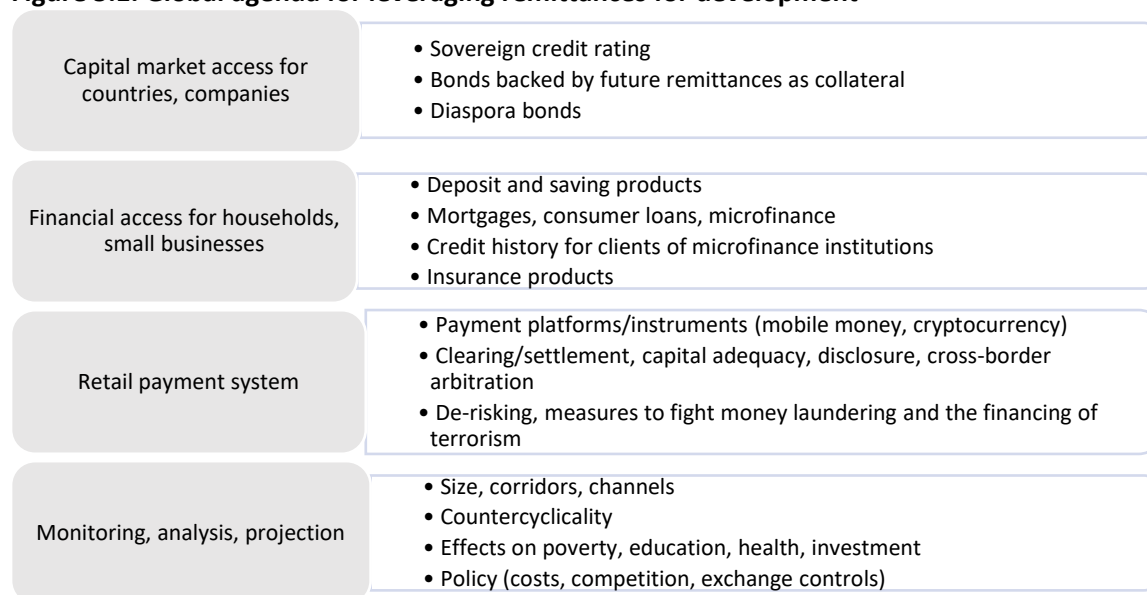 Capital market access for
countries, companies
• Sovereign credit rating
• Bonds backed by future remittances as collateral
• Diaspora bonds
Financial access for households,
small businesses
• Deposit and saving products
• Mortgages, consumer loans, microfinance
• Credit history for clients of microfinance institutions
• Insurance products
Retail payment system
• Payment platforms/instruments (mobile money, cryptocurrency)
• Clearing/settlement, capital adequacy, disclosure, cross-border
arbitration
• De-risking, measures to fight money laundering and the financing of
terrorism
Monitoring, analysis, projection
• Size, corridors, channels
• Countercyclicality
• Effects on poverty, education, health, investment
• Policy (costs, competition, exchange controls)